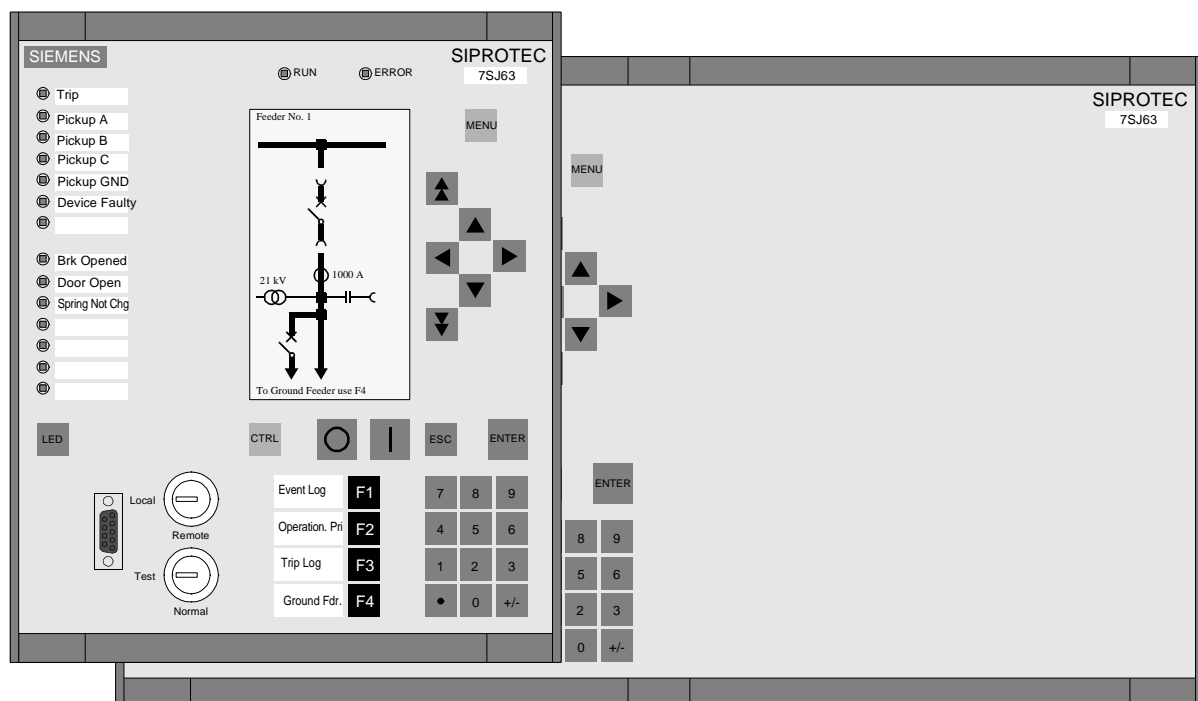 SIEMENS
SIPROTEC
7SJ63
RUN
ERROR
Trip
Pickup A
Pickup B
Pickup C
Pickup GND
Device Faulty
Brk Opened
Door Open
Spring Not Chg
Feeder No. 1
21 kV
1000 A
To Ground Feeder use F4
MENU
LED
CTRL
ESC
ENTER
Local
Remote
Test
Normal
Event Log F1
Operation. Pri F2
Trip Log F3
Ground Fdr. F4
7 8 9
4 5 6
1 2 3
• 0 +/-
SIPROTEC
7SJ63
MENU
ENTER
8 9
5 6
2 3
0 +/-